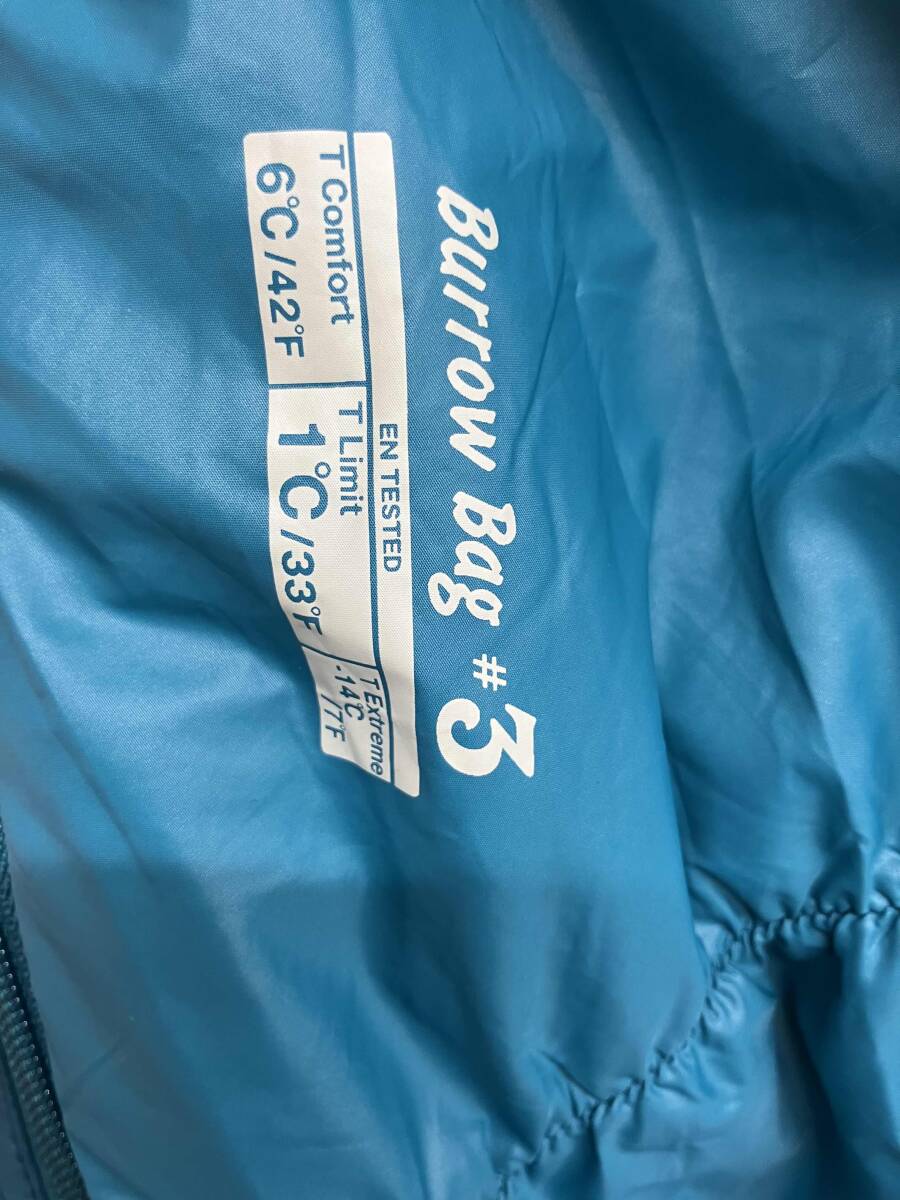 Burrow Bag #3
EN TESTED
T Comfort
6°C/42°F
T Limit
1°C/33°F
T Extreme
-14°C
/7°F